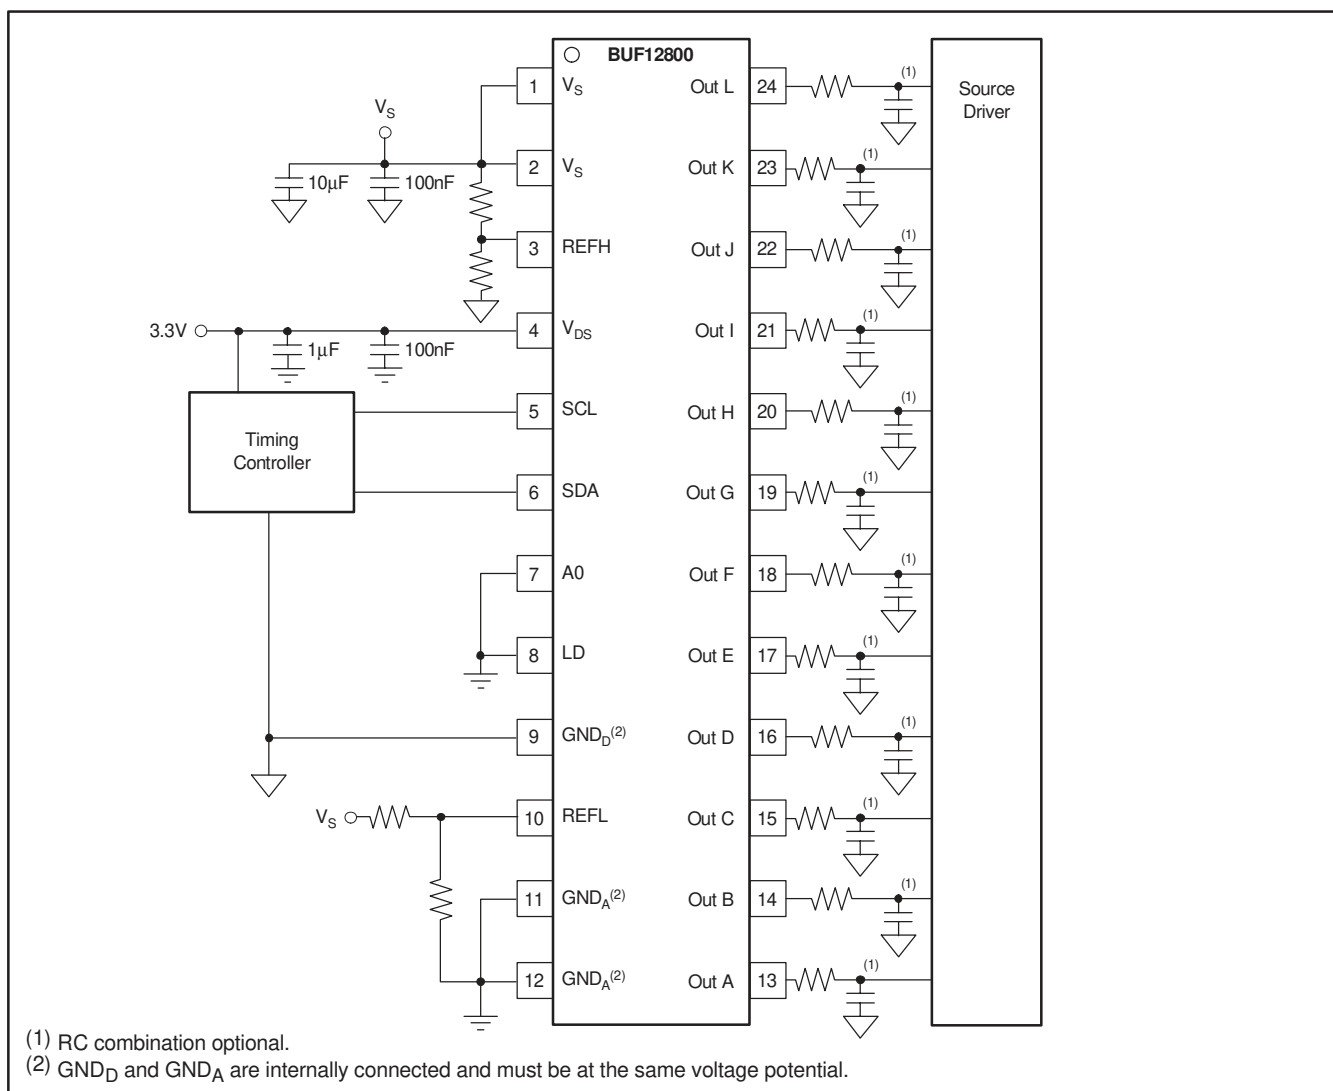 BUF12800
1
V_S
Out L
24
(1)
Source
Driver
V_S
2
V_S
Out K
23
(1)
10µF
100nF
3
REFH
Out J
22
(1)
3.3V
4
V_DS
Out I
21
(1)
1µF
100nF
5
SCL
Out H
20
(1)
Timing
Controller
6
SDA
Out G
19
(1)
7
A0
Out F
18
(1)
8
LD
Out E
17
(1)
9
GND_D(2)
Out D
16
(1)
V_S
10
REFL
Out C
15
(1)
11
GND_A(2)
Out B
14
(1)
12
GND_A(2)
Out A
13
(1)
(1) RC combination optional.
(2) GND_D and GND_A are internally connected and must be at the same voltage potential.